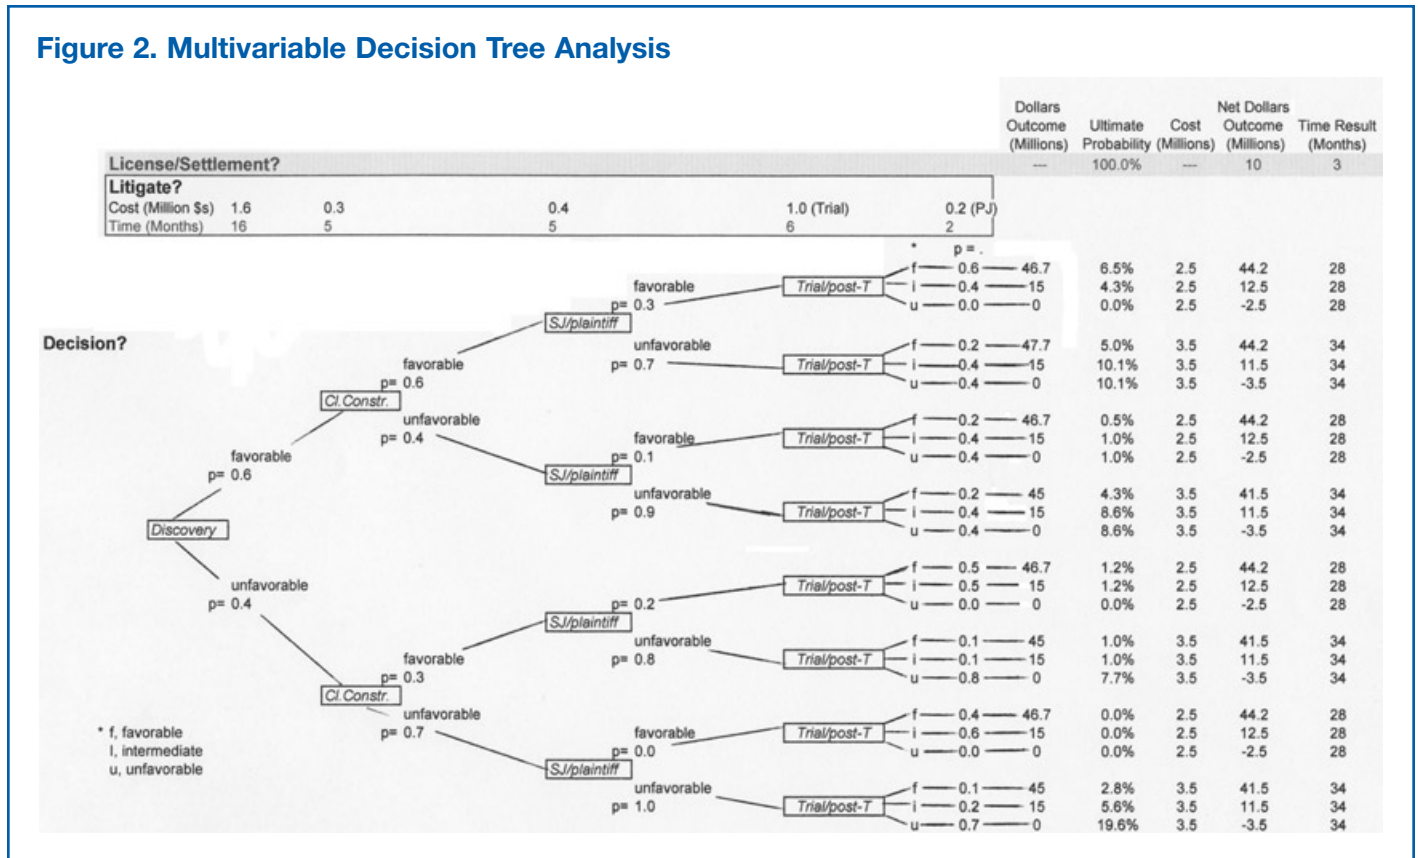 Figure 2. Multivariable Decision Tree Analysis
Dollars Outcome (Millions) Ultimate Probability Cost (Millions) Net Dollars Outcome (Millions) Time Result (Months)
License/Settlement? --- 100.0% --- 10 3
Litigate?
Cost (Million $s) 1.6 0.3 0.4 1.0 (Trial) 0.2 (PJ)
Time (Months) 16 5 5 6 2
* p = .
f 0.6 46.7 6.5% 2.5 44.2 28
favorable Trial/post-T i 0.4 15 4.3% 2.5 12.5 28
p= 0.3 u 0.0 0 0.0% 2.5 -2.5 28
SJ/plaintiff
Decision? unfavorable f 0.2 47.7 5.0% 3.5 44.2 34
favorable p= 0.7 Trial/post-T i 0.4 15 10.1% 3.5 11.5 34
p= 0.6 u 0.4 0 10.1% 3.5 -3.5 34
Cl.Constr.
unfavorable f 0.2 46.7 0.5% 2.5 44.2 28
p= 0.4 favorable Trial/post-T i 0.4 15 1.0% 2.5 12.5 28
favorable p= 0.1 u 0.4 0 1.0% 2.5 -2.5 28
p= 0.6 SJ/plaintiff
unfavorable f 0.2 45 4.3% 3.5 41.5 34
p= 0.9 Trial/post-T i 0.4 15 8.6% 3.5 11.5 34
Discovery u 0.4 0 8.6% 3.5 -3.5 34
f 0.5 46.7 1.2% 2.5 44.2 28
unfavorable Trial/post-T i 0.5 15 1.2% 2.5 12.5 28
p= 0.4 p= 0.2 u 0.0 0 0.0% 2.5 -2.5 28
SJ/plaintiff
unfavorable f 0.1 45 1.0% 3.5 41.5 34
favorable p= 0.8 Trial/post-T i 0.1 15 1.0% 3.5 11.5 34
p= 0.3 u 0.8 0 7.7% 3.5 -3.5 34
Cl.Constr.
unfavorable f 0.4 46.7 0.0% 2.5 44.2 28
* f, favorable p= 0.7 favorable Trial/post-T i 0.6 15 0.0% 2.5 12.5 28
I, intermediate p= 0.0 u 0.0 0 0.0% 2.5 -2.5 28
u, unfavorable SJ/plaintiff
unfavorable f 0.1 45 2.8% 3.5 41.5 34
p= 1.0 Trial/post-T i 0.2 15 5.6% 3.5 11.5 34
u 0.7 0 19.6% 3.5 -3.5 34